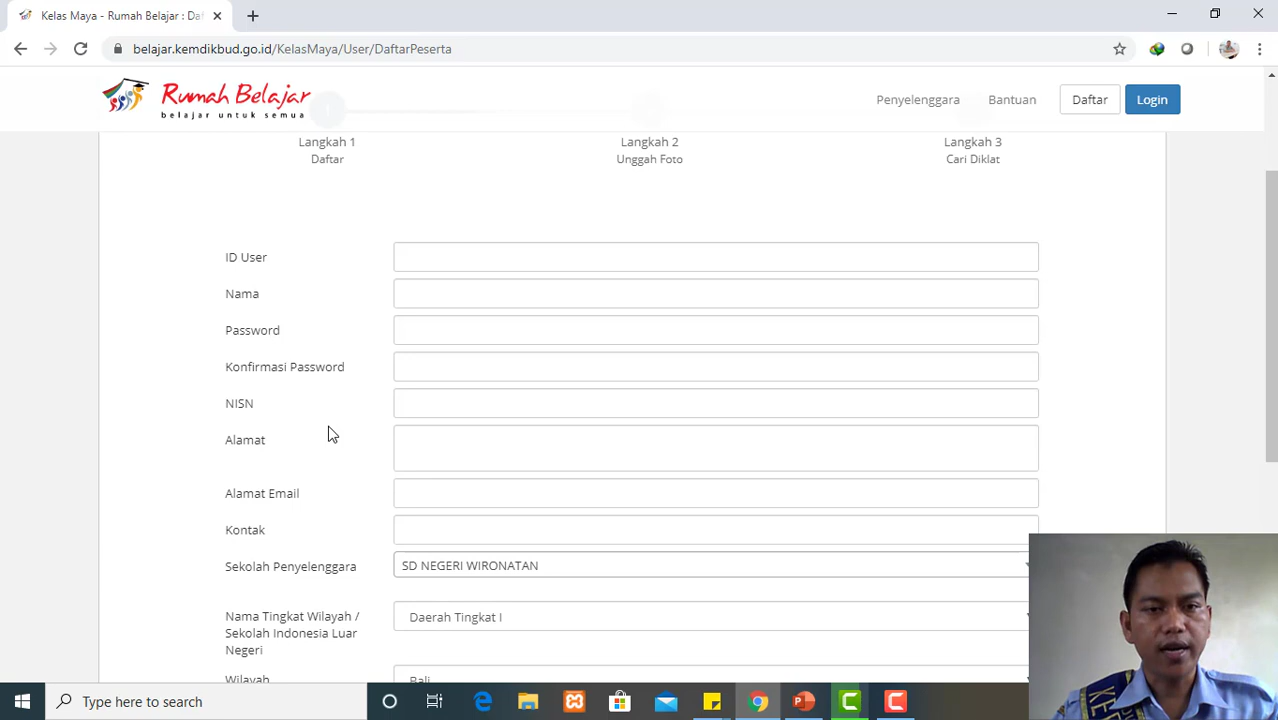 Kelas Maya - Rumah Belajar : Daf
belajar.kemdikbud.go.id/KelasMaya/User/DaftarPeserta
Rumah Belajar
belajar untuk semua
Penyelenggara
Bantuan
Daftar
Login
Langkah 1
Daftar
Langkah 2
Unggah Foto
Langkah 3
Cari Diklat
ID User
Nama
Password
Konfirmasi Password
NISN
Alamat
Alamat Email
Kontak
Sekolah Penyelenggara
SD NEGERI WIRONATAN
Nama Tingkat Wilayah /
Sekolah Indonesia Luar
Negeri
Daerah Tingkat I
Wilayah
Bali
Type here to search